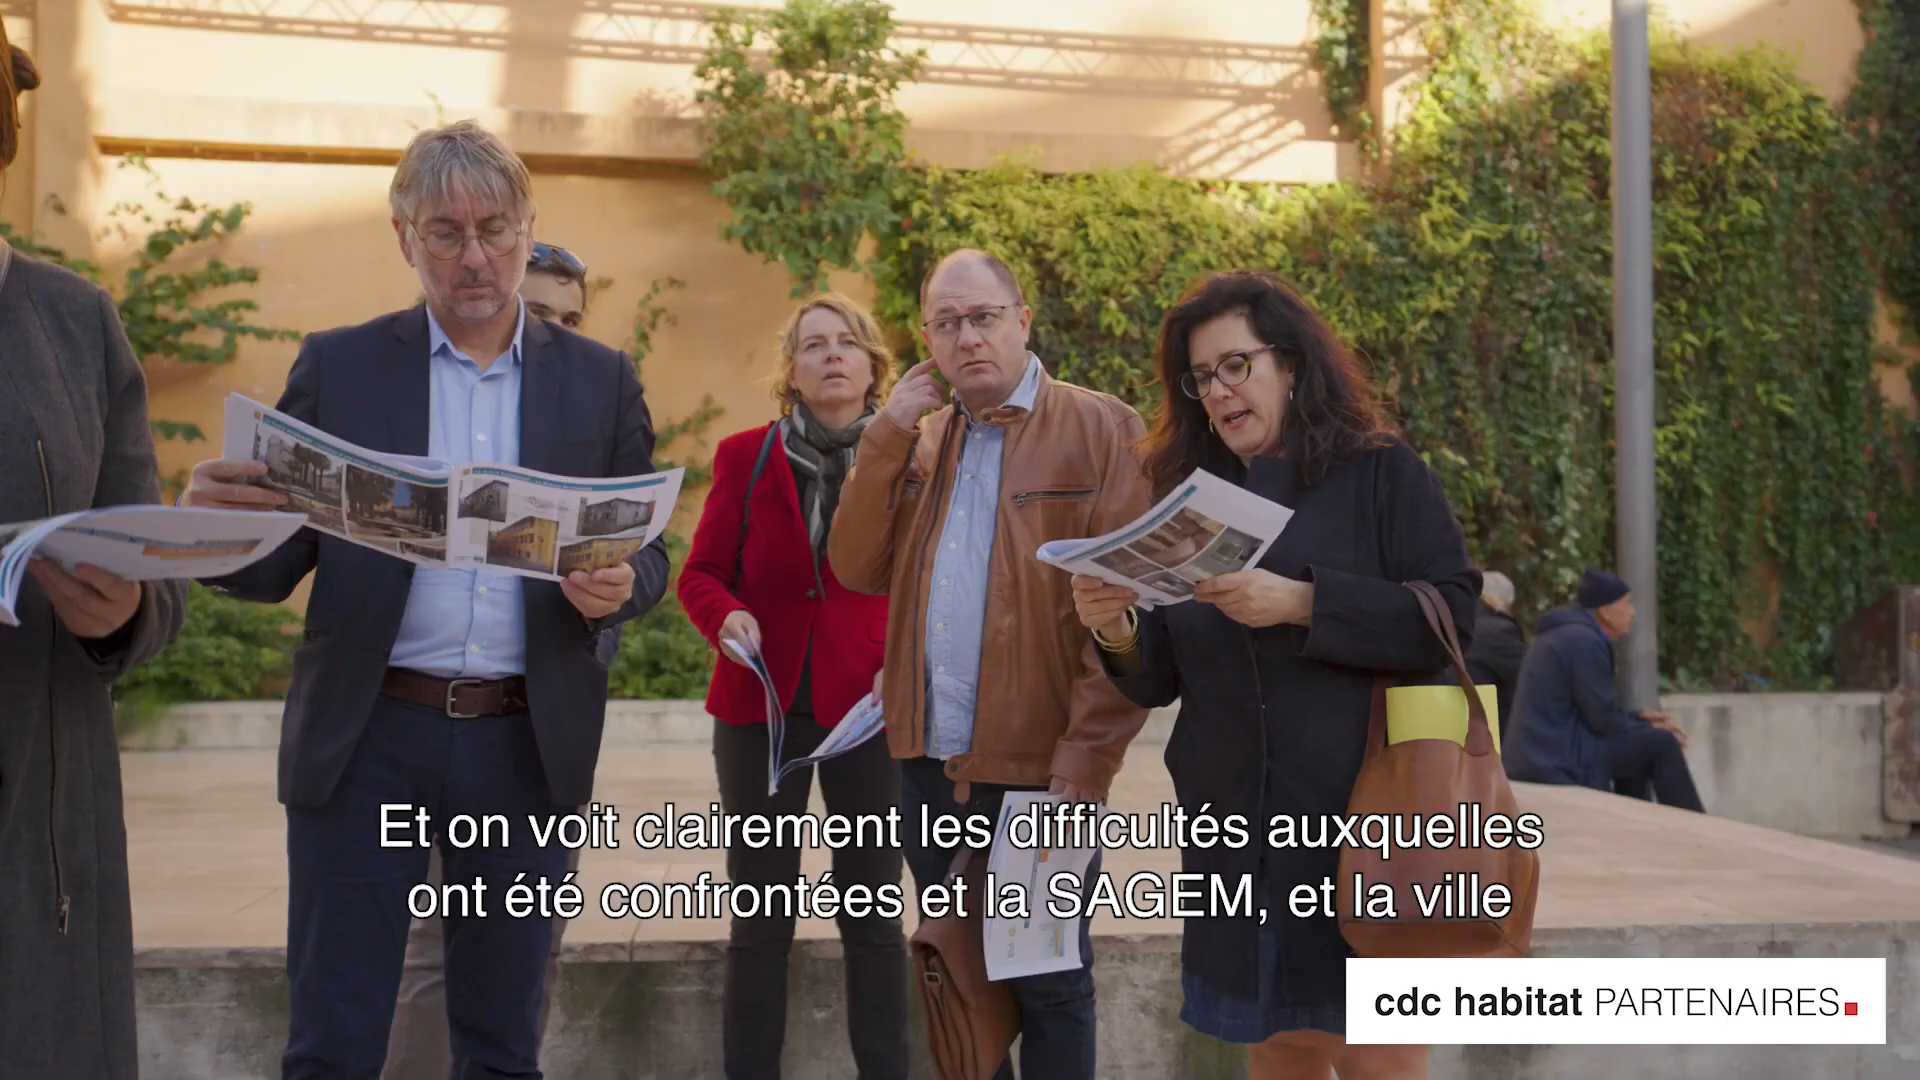 Et on voit clairement les difficultés auxquelles
ont été confrontées et la SAGEM, et la ville
cdc habitat PARTENAIRES